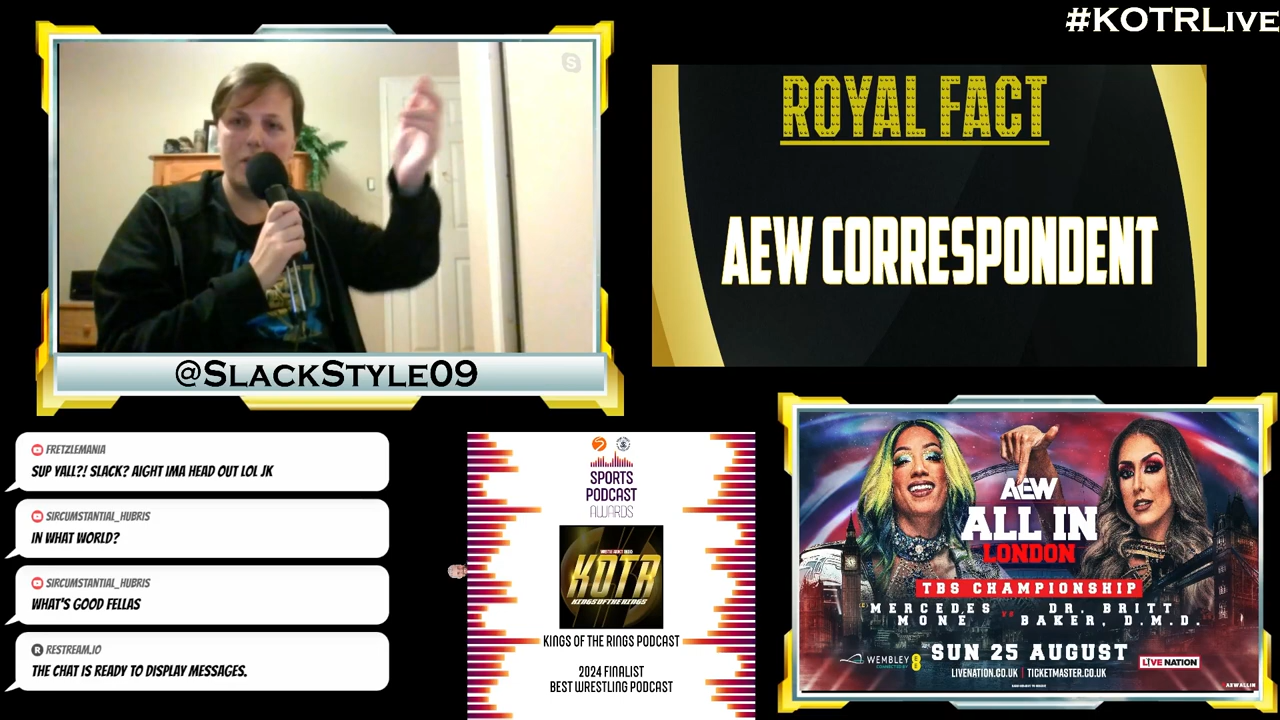 #KOTRLive
ROYAL FACT
AEW CORRESPONDENT
@SlackStyle09
FRETZLEMANIA
SUP YALL?! SLACK? AIGHT IMA HEAD OUT LOL JK
SIRCUMSTANTIAL_HUBRIS
IN WHAT WORLD?
SIRCUMSTANTIAL_HUBRIS
WHAT'S GOOD FELLAS
R RESTREAM.IO
THE CHAT IS READY TO DISPLAY MESSAGES.
SPORTS
PODCAST
AWARDS
KOTR
KINGS OF THE RINGS
KINGS OF THE RINGS PODCAST
2024 FINALIST
BEST WRESTLING PODCAST
AEW
ALL IN
LONDON
TBS CHAMPIONSHIP
MERCEDES VS DR. BRITT
MONÉ BAKER, D.M.D.
WEMBLEY
SUN 25 AUGUST
LIVENATION.CO.UK | TICKETMASTER.CO.UK
LIVE NATION
#AEWALLIN